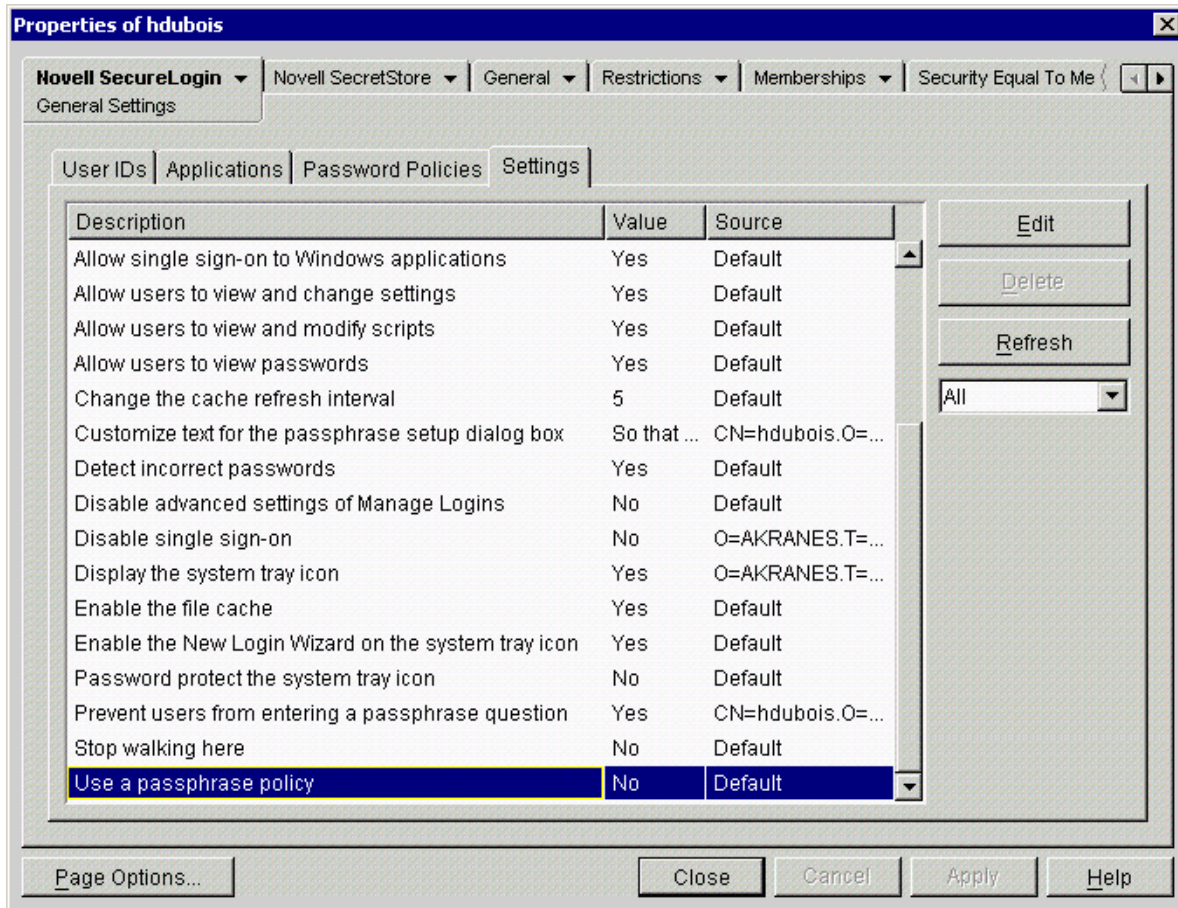 Properties of hdubois
Novell SecureLogin Novell SecretStore General Restrictions Memberships Security Equal To Me
General Settings
User IDs Applications Password Policies Settings
Description Value Source
Allow single sign-on to Windows applications Yes Default
Allow users to view and change settings Yes Default
Allow users to view and modify scripts Yes Default
Allow users to view passwords Yes Default
Change the cache refresh interval 5 Default
Customize text for the passphrase setup dialog box So that ... CN=hdubois.O=...
Detect incorrect passwords Yes Default
Disable advanced settings of Manage Logins No Default
Disable single sign-on No O=AKRANES.T=...
Display the system tray icon Yes O=AKRANES.T=...
Enable the file cache Yes Default
Enable the New Login Wizard on the system tray icon Yes Default
Password protect the system tray icon No Default
Prevent users from entering a passphrase question Yes CN=hdubois.O=...
Stop walking here No Default
Use a passphrase policy No Default
Edit
Delete
Refresh
All
Page Options... Close Cancel Apply Help